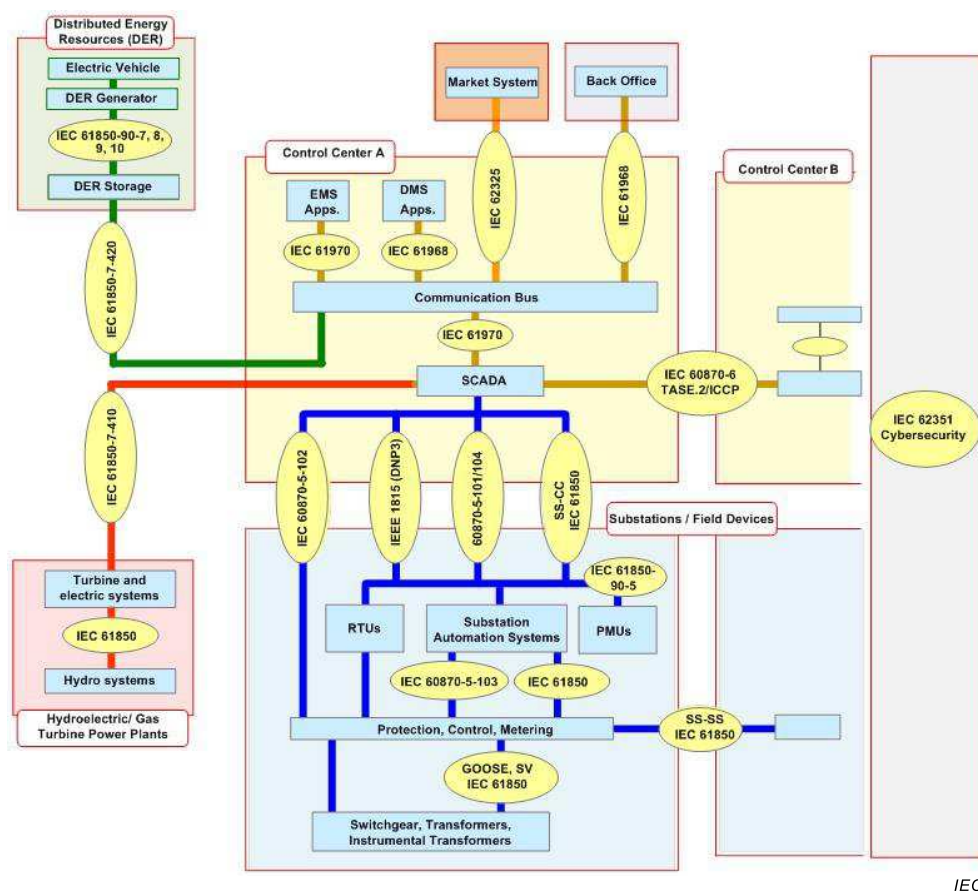 Distributed Energy
Resources (DER)
Electric Vehicle
DER Generator
IEC 61850-90-7, 8,
9, 10
DER Storage
IEC 61850-7-420
Market System
Back Office
IEC 62325
IEC 61968
Control Center A
EMS
Apps.
DMS
Apps.
IEC 61970
IEC 61968
Communication Bus
IEC 61970
SCADA
Control Center B
IEC 60870-6
TASE.2/ICCP
IEC 62351
Cybersecurity
IEC 61850-7-410
IEC 60870-5-102
IEEE 1815 (DNP3)
60870-5-101/104
SS-CC
IEC 61850
Substations / Field Devices
IEC 61850-
90-5
RTUs
Substation
Automation Systems
PMUs
IEC 60870-5-103
IEC 61850
Turbine and
electric systems
IEC 61850
Hydro systems
Hydroelectric/ Gas
Turbine Power Plants
Protection, Control, Metering
SS-SS
IEC 61850
GOOSE, SV
IEC 61850
Switchgear, Transformers,
Instrumental Transformers
IEC